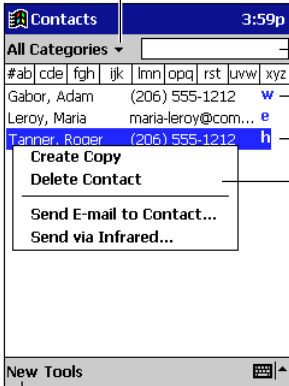 Contacts 3:59p
All Categories
#ab cde fgh ijk lmn opq rst uvw xyz
Gabor, Adam (206) 555-1212 w
Leroy, Maria maria-leroy@com... e
Tanner, Roger (206) 555-1212 h
Create Copy
Delete Contact
Send E-mail to Contact...
Send via Infrared...
New Tools